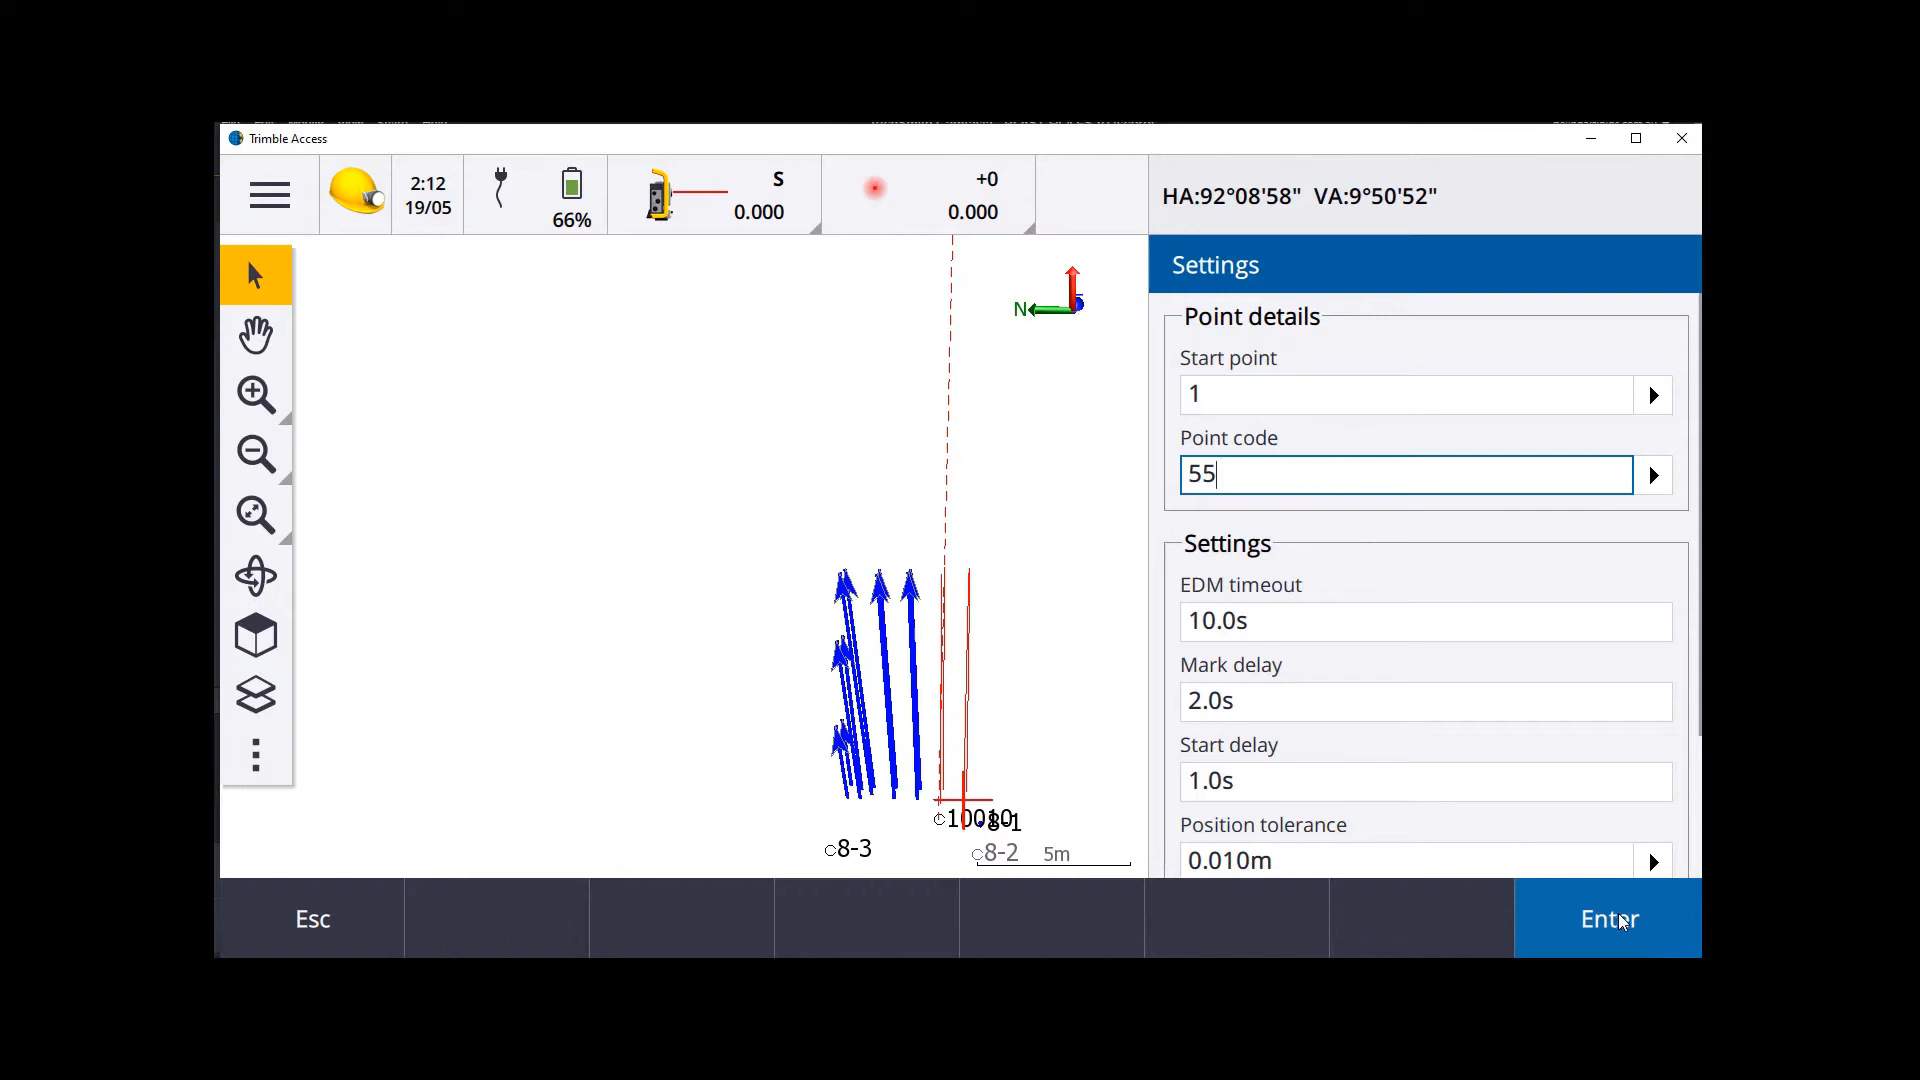 Trimble Access
2:12
19/05
66%
S
0.000
+0
0.000
HA:92°08'58" VA:9°50'52"
Settings
Point details
Start point
1
Point code
55
Settings
EDM timeout
10.0s
Mark delay
2.0s
Start delay
1.0s
Position tolerance
0.010m
N
8-1
8-3
8-2
5m
Esc
Enter